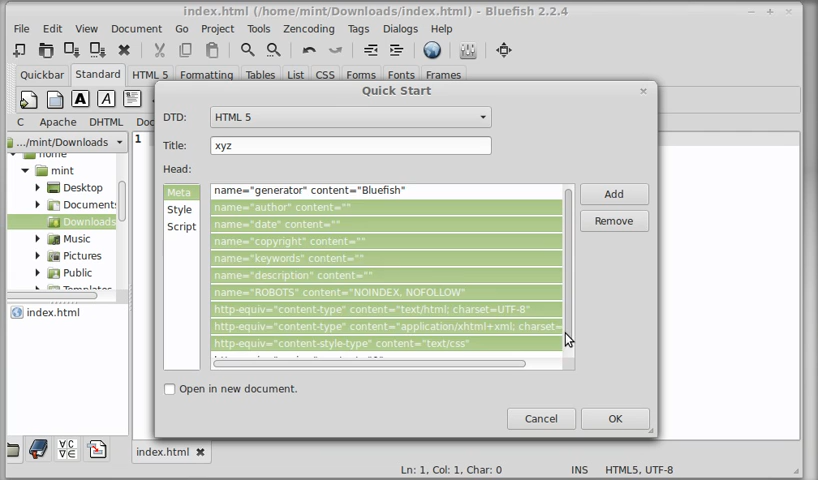 index.html (/home/mint/Downloads/index.html) - Bluefish 2.2.4
File Edit View Document Go Project Tools Encoding Tags Dialogs Help
Quickbar Standard HTML 5 Formatting Tables List CSS Forms Fonts Frames
C Apache DHTML
.../mint/Downloads
home
mint
Desktop
Documents
Downloads
Music
Pictures
Public
Templates
index.html
1
Quick Start
DTD: HTML 5
Title: xyz
Head:
Meta
Style
Script
name="generator" content="Bluefish"
name="author" content=""
name="date" content=""
name="copyright" content=""
name="keywords" content=""
name="description" content=""
name="ROBOTS" content="NOINDEX, NOFOLLOW"
http-equiv="content-type" content="text/html; charset=UTF-8"
http-equiv="content-type" content="application/xhtml+xml; charset=
http-equiv="content-style-type" content="text/css"
Add
Remove
Open in new document.
Cancel OK
index.html
Ln: 1, Col: 1, Char: 0 INS HTML5, UTF-8